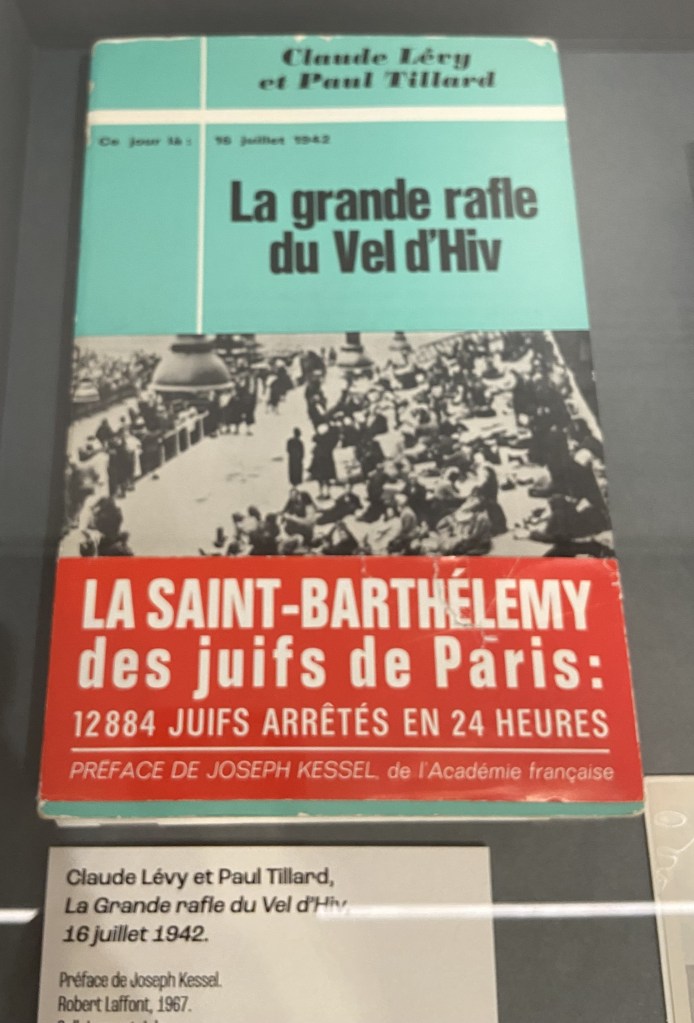 Claude Lévy
et Paul Tillard
Ce jour là : 16 juillet 1942
La grande rafle
du Vel d'Hiv
LA SAINT-BARTHÉLEMY
des juifs de Paris :
12884 JUIFS ARRÊTÉS EN 24 HEURES
PRÉFACE DE JOSEPH KESSEL, de l'Académie française
Claude Lévy et Paul Tillard,
La Grande rafle du Vel d'Hiv,
16 juillet 1942.
Préface de Joseph Kessel.
Robert Laffont, 1967.